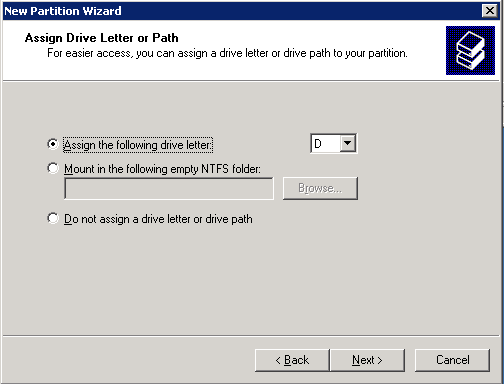 New Partition Wizard
Assign Drive Letter or Path
For easier access, you can assign a drive letter or drive path to your partition.
Assign the following drive letter: D
Mount in the following empty NTFS folder:
Browse...
Do not assign a drive letter or drive path
< Back Next > Cancel